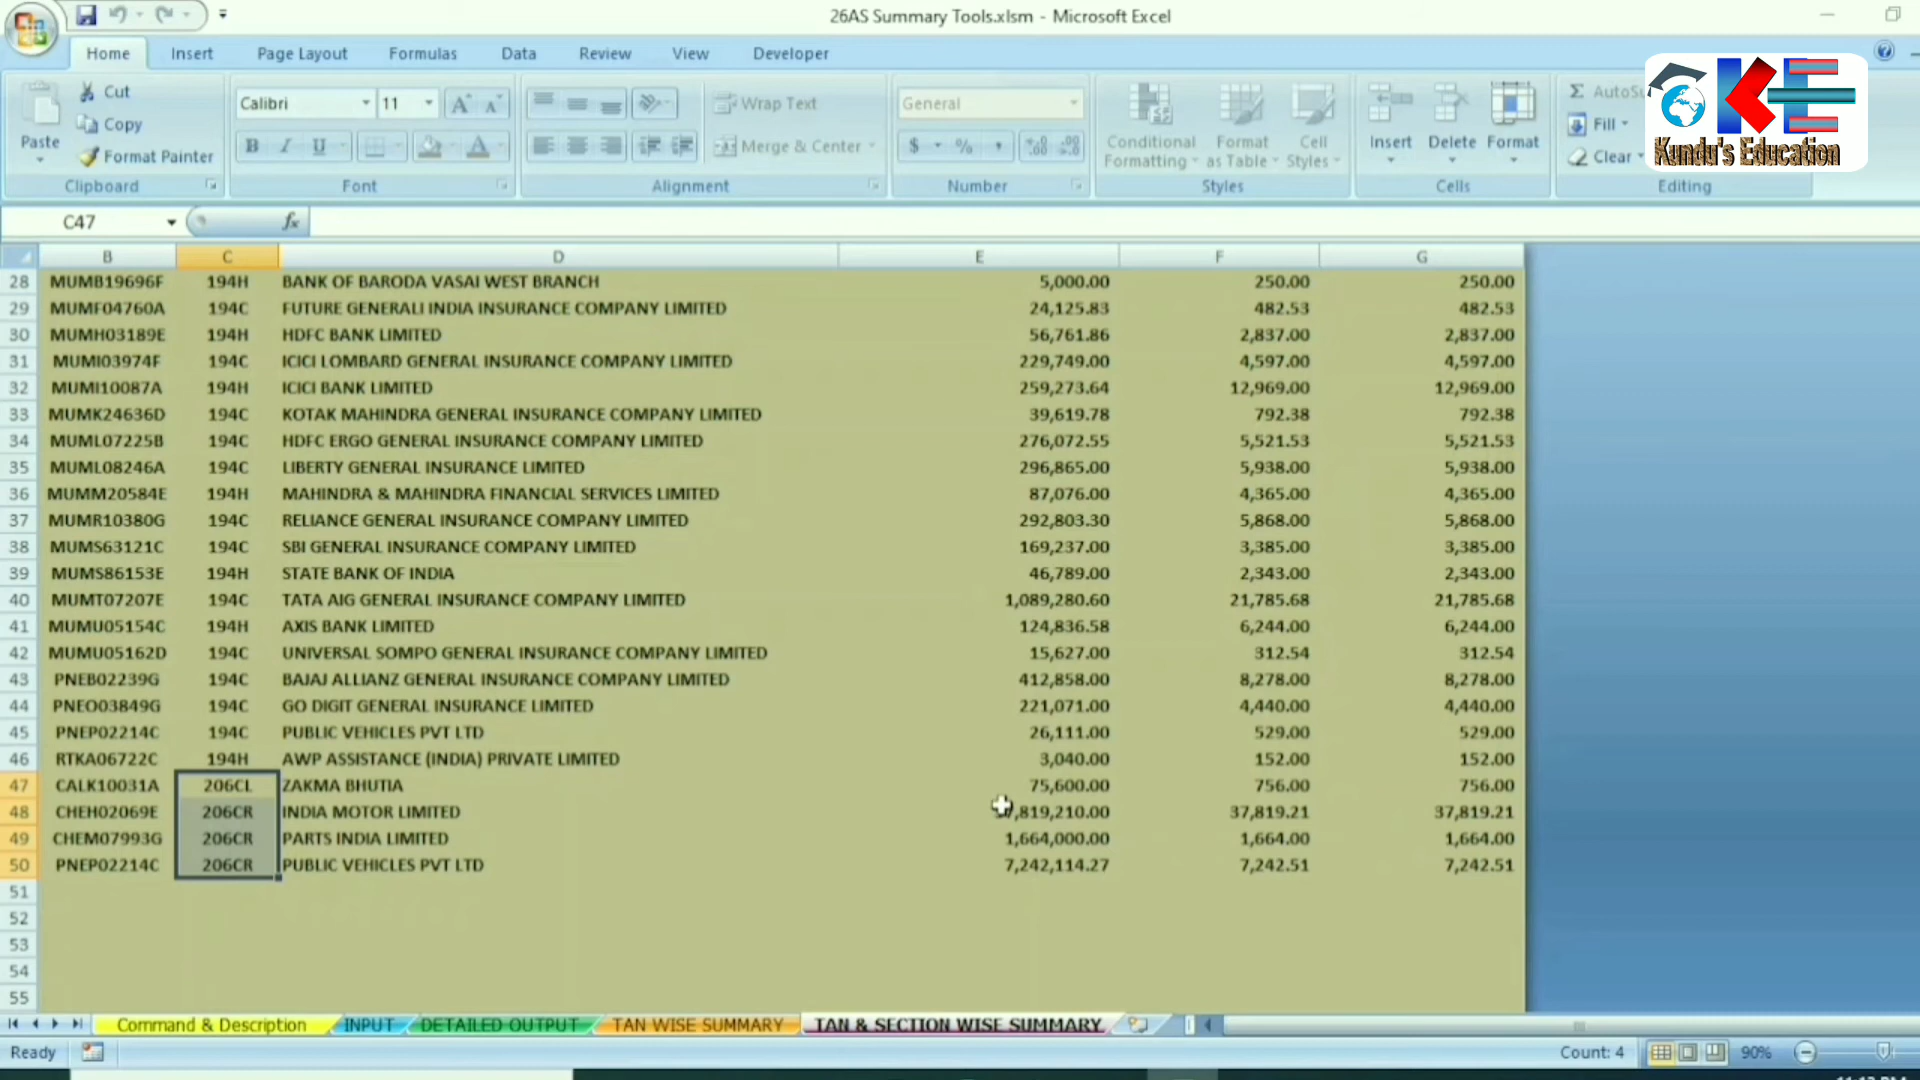 26AS Summary Tools.xlsm - Microsoft Excel
Home Insert Page Layout Formulas Data Review View Developer
Cut
Copy
Format Painter
Paste
Clipboard
Calibri 11
B I U
Font
Wrap Text
Merge & Center
Alignment
General
$ % ,
Number
Conditional Formatting
Format as Table
Cell Styles
Styles
Insert Delete Format
Cells
Σ
Fill
Clear
Editing
KE
Kundu's Education
C47 fx
B C D E F G
28 MUMB19696F 194H BANK OF BARODA VASAI WEST BRANCH 5,000.00 250.00 250.00
29 MUMF04760A 194C FUTURE GENERALI INDIA INSURANCE COMPANY LIMITED 24,125.83 482.53 482.53
30 MUMH03189E 194H HDFC BANK LIMITED 56,761.86 2,837.00 2,837.00
31 MUMI03974F 194C ICICI LOMBARD GENERAL INSURANCE COMPANY LIMITED 229,749.00 4,597.00 4,597.00
32 MUMI10087A 194H ICICI BANK LIMITED 259,273.64 12,969.00 12,969.00
33 MUMK24636D 194C KOTAK MAHINDRA GENERAL INSURANCE COMPANY LIMITED 39,619.78 792.38 792.38
34 MUML07225B 194C HDFC ERGO GENERAL INSURANCE COMPANY LIMITED 276,072.55 5,521.53 5,521.53
35 MUML08246A 194C LIBERTY GENERAL INSURANCE LIMITED 296,865.00 5,938.00 5,938.00
36 MUMM20584E 194H MAHINDRA & MAHINDRA FINANCIAL SERVICES LIMITED 87,076.00 4,365.00 4,365.00
37 MUMR10380G 194C RELIANCE GENERAL INSURANCE COMPANY LIMITED 292,803.30 5,868.00 5,868.00
38 MUMS63121C 194C SBI GENERAL INSURANCE COMPANY LIMITED 169,237.00 3,385.00 3,385.00
39 MUMS86153E 194H STATE BANK OF INDIA 46,789.00 2,343.00 2,343.00
40 MUMT07207E 194C TATA AIG GENERAL INSURANCE COMPANY LIMITED 1,089,280.60 21,785.68 21,785.68
41 MUMU05154C 194H AXIS BANK LIMITED 124,836.58 6,244.00 6,244.00
42 MUMU05162D 194C UNIVERSAL SOMPO GENERAL INSURANCE COMPANY LIMITED 15,627.00 312.54 312.54
43 PNEB02239G 194C BAJAJ ALLIANZ GENERAL INSURANCE COMPANY LIMITED 412,858.00 8,278.00 8,278.00
44 PNEO03849G 194C GO DIGIT GENERAL INSURANCE LIMITED 221,071.00 4,440.00 4,440.00
45 PNEP02214C 194C PUBLIC VEHICLES PVT LTD 26,111.00 529.00 529.00
46 RTKA06722C 194H AWP ASSISTANCE (INDIA) PRIVATE LIMITED 3,040.00 152.00 152.00
47 CALK10031A 206CL ZAKMA BHUTIA 75,600.00 756.00 756.00
48 CHEH02069E 206CR INDIA MOTOR LIMITED 37,819.21 37,819.21
49 CHEM07993G 206CR PARTS INDIA LIMITED 1,664,000.00 1,664.00 1,664.00
50 PNEP02214C 206CR PUBLIC VEHICLES PVT LTD 7,242,114.27 7,242.51 7,242.51
51
52
53
54
55
Command & Description INPUT DETAILED OUTPUT TAN WISE SUMMARY TAN & SECTION WISE SUMMARY
Ready Count: 4 90%